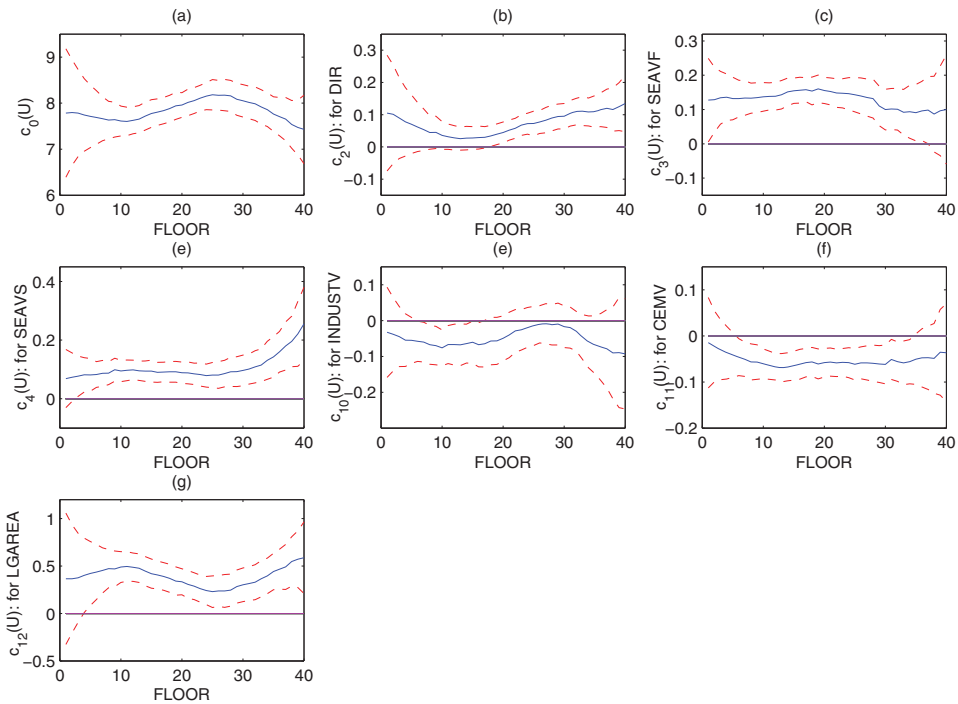 (a)
9
8
7
6
c0(U)
0 10 20 30 40
FLOOR
(b)
0.3
0.2
0.1
0
−0.1
c2(U): for DIR
0 10 20 30 40
FLOOR
(c)
0.3
0.2
0.1
0
−0.1
c3(U): for SEAVF
0 10 20 30 40
FLOOR
(e)
0.4
0.2
0
c4(U): for SEAVS
0 10 20 30 40
FLOOR
(e)
0.1
0
−0.1
−0.2
c10(U): for INDUSTV
0 10 20 30 40
FLOOR
(f)
0.1
0
−0.1
−0.2
c11(U): for CEMV
0 10 20 30 40
FLOOR
(g)
1
0.5
0
−0.5
c12(U): for LGAREA
0 10 20 30 40
FLOOR